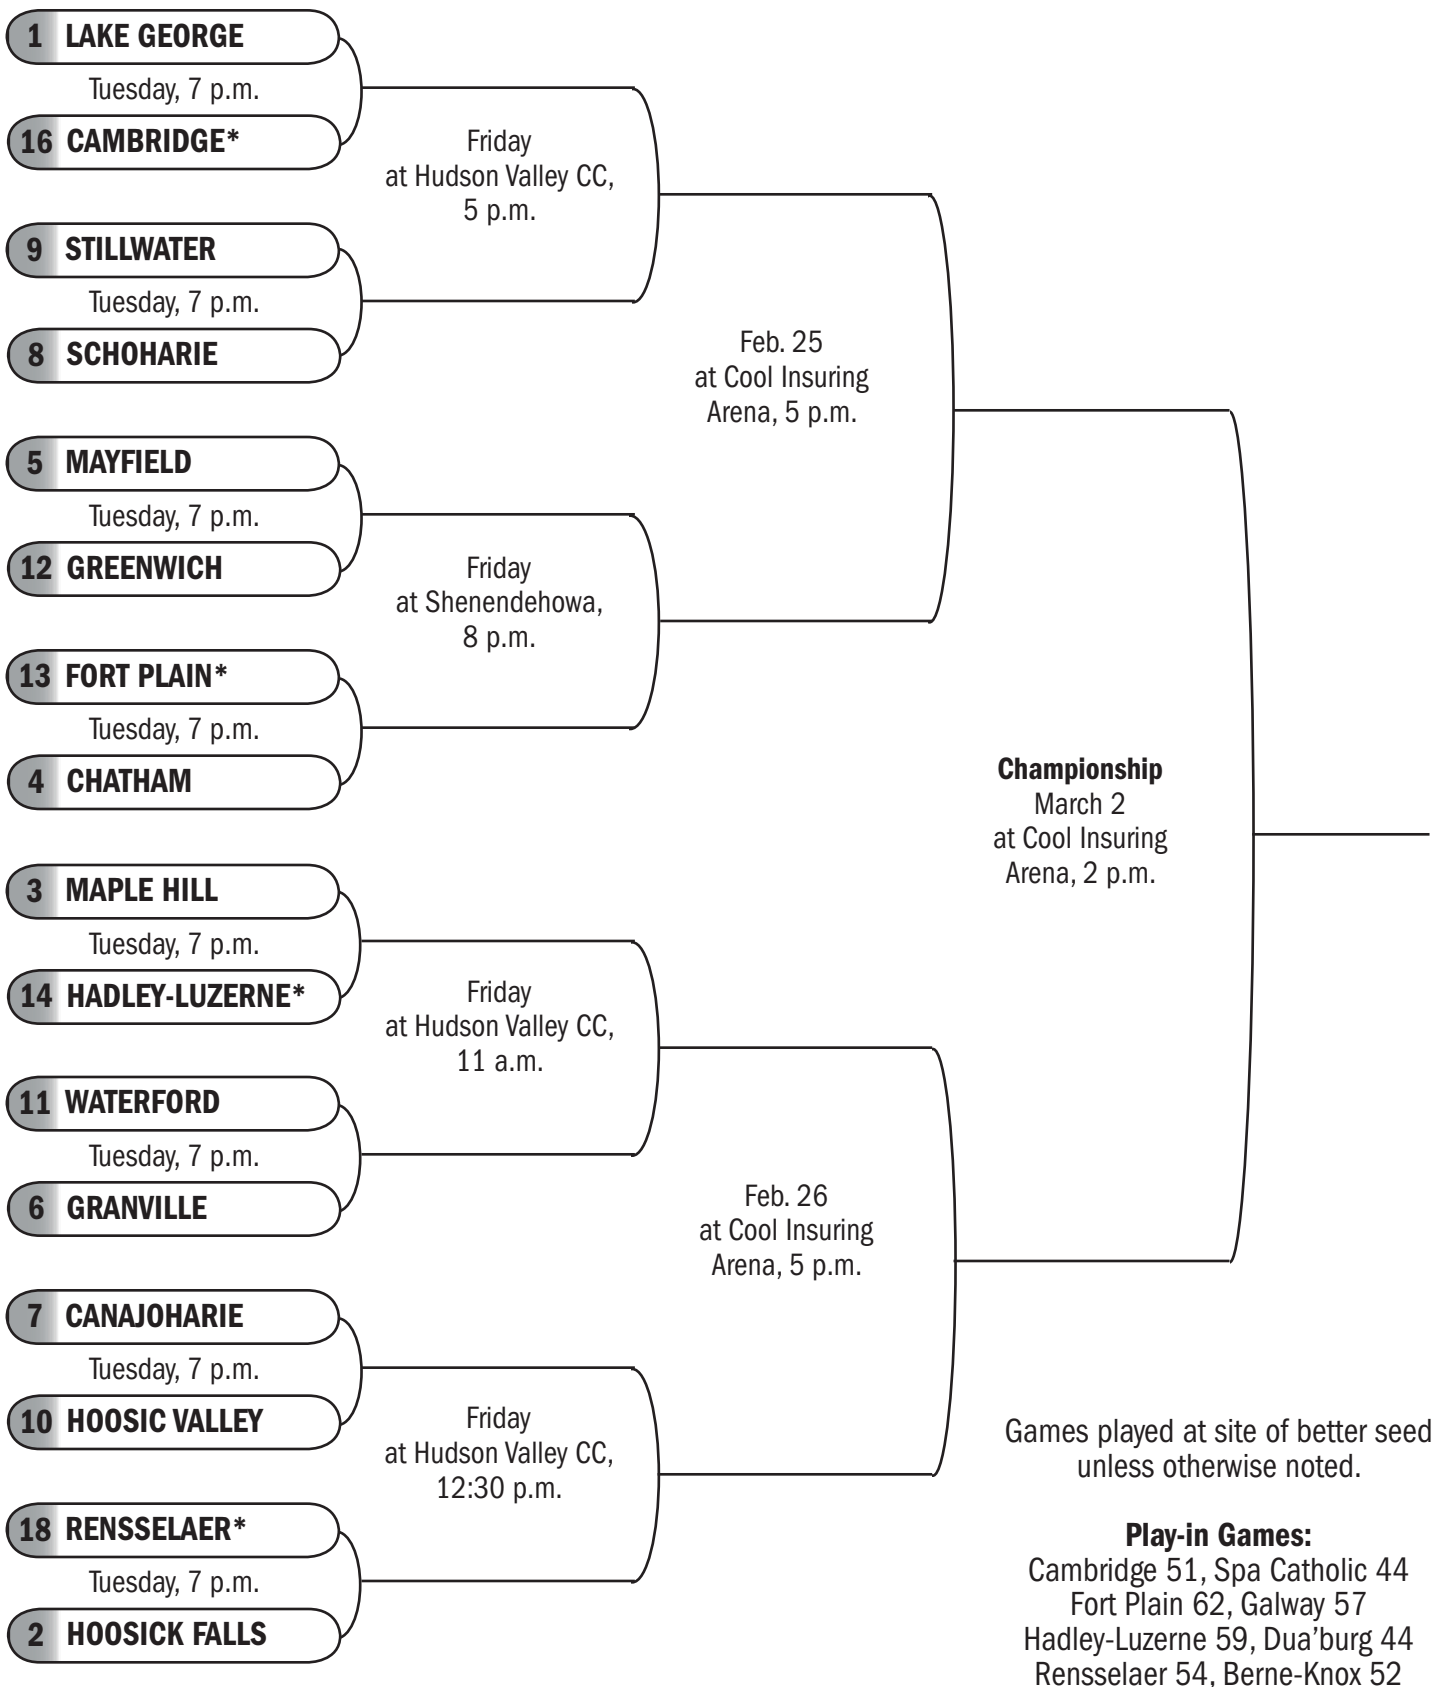 1 LAKE GEORGE
Tuesday, 7 p.m.
16 CAMBRIDGE*
9 STILLWATER
Tuesday, 7 p.m.
8 SCHOHARIE
5 MAYFIELD
Tuesday, 7 p.m.
12 GREENWICH
13 FORT PLAIN*
Tuesday, 7 p.m.
4 CHATHAM
3 MAPLE HILL
Tuesday, 7 p.m.
14 HADLEY-LUZERNE*
11 WATERFORD
Tuesday, 7 p.m.
6 GRANVILLE
7 CANAJOHARIE
Tuesday, 7 p.m.
10 HOOSIC VALLEY
18 RENSSELAER*
Tuesday, 7 p.m.
2 HOOSICK FALLS
Friday
at Hudson Valley CC,
5 p.m.
Friday
at Shenendehowa,
8 p.m.
Friday
at Hudson Valley CC,
11 a.m.
Friday
at Hudson Valley CC,
12:30 p.m.
Feb. 25
at Cool Insuring
Arena, 5 p.m.
Feb. 26
at Cool Insuring
Arena, 5 p.m.
Championship
March 2
at Cool Insuring
Arena, 2 p.m.
Games played at site of better seed
unless otherwise noted.
Play-in Games:
Cambridge 51, Spa Catholic 44
Fort Plain 62, Galway 57
Hadley-Luzerne 59, Dua'burg 44
Rensselaer 54, Berne-Knox 52